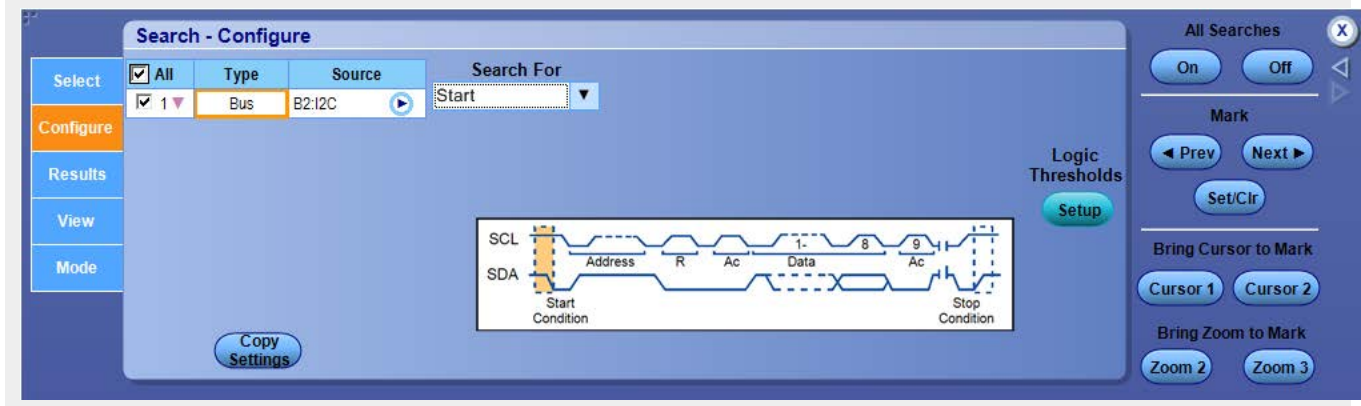 Search - Configure
All Searches
X
On Off
Select
Configure
Results
View
Mode
All Type Source
1 Bus B2:I2C
Search For
Start
Mark
Prev Next
Set/Clr
Logic
Thresholds
Setup
SCL
1- 8 9
Address R Ac Data Ac
SDA
Start
Condition
Stop
Condition
Copy
Settings
Bring Cursor to Mark
Cursor 1 Cursor 2
Bring Zoom to Mark
Zoom 2 Zoom 3